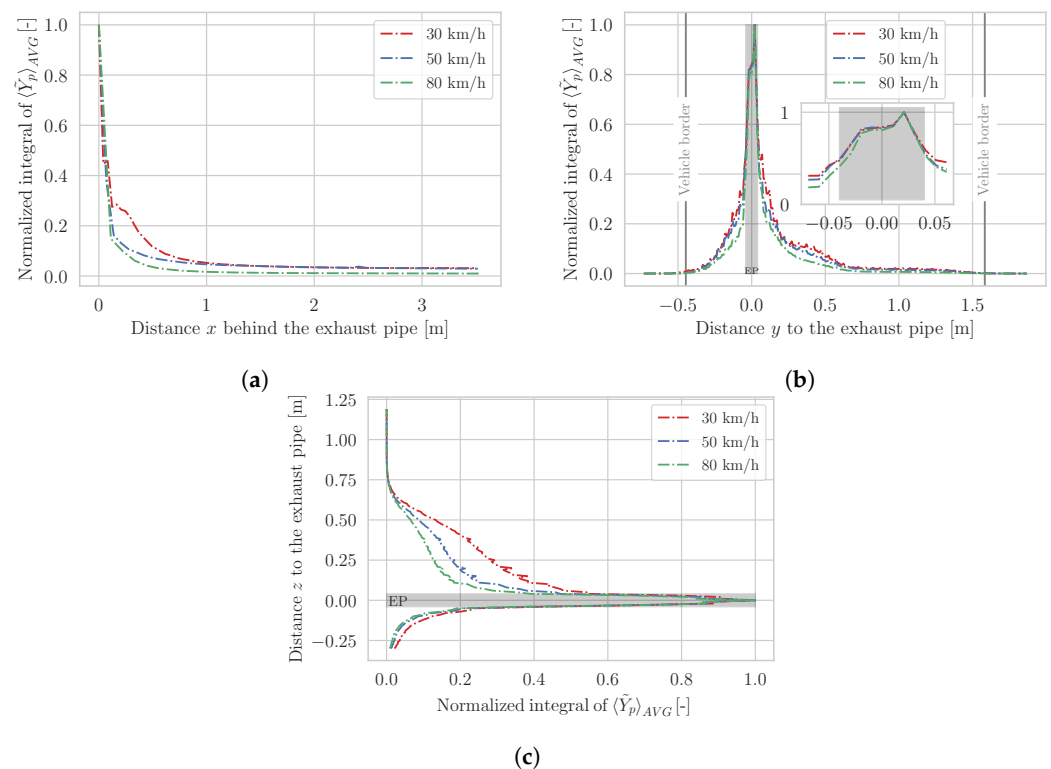 Normalized integral of ⟨Ỹp⟩AVG [-]
1.0
0.8
0.6
0.4
0.2
0.0
30 km/h
50 km/h
80 km/h
0
1
2
3
Distance x behind the exhaust pipe [m]
(a)
Normalized integral of ⟨Ỹp⟩AVG [-]
1.0
0.8
0.6
0.4
0.2
0.0
Vehicle border
Vehicle border
30 km/h
50 km/h
80 km/h
1
0
−0.05
0.00
0.05
EP
−0.5
0.0
0.5
1.0
1.5
Distance y to the exhaust pipe [m]
(b)
Distance z to the exhaust pipe [m]
1.25
1.00
0.75
0.50
0.25
0.00
−0.25
30 km/h
50 km/h
80 km/h
EP
0.0
0.2
0.4
0.6
0.8
1.0
Normalized integral of ⟨Ỹp⟩AVG [-]
(c)